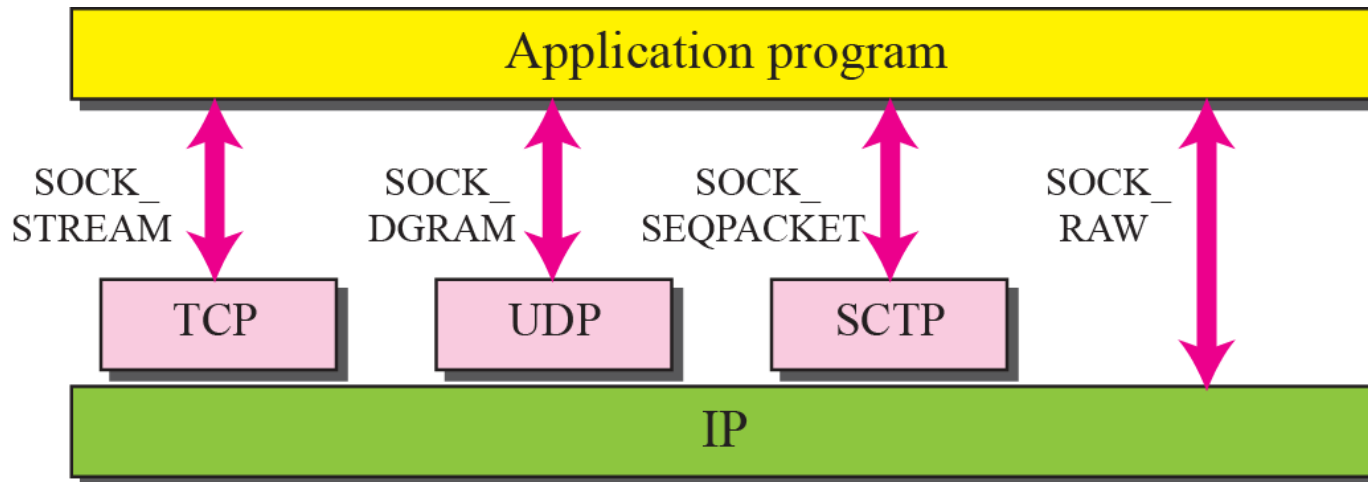 Application program
SOCK_
STREAM
SOCK_
DGRAM
SOCK_
SEQPACKET
SOCK_
RAW
TCP
UDP
SCTP
IP